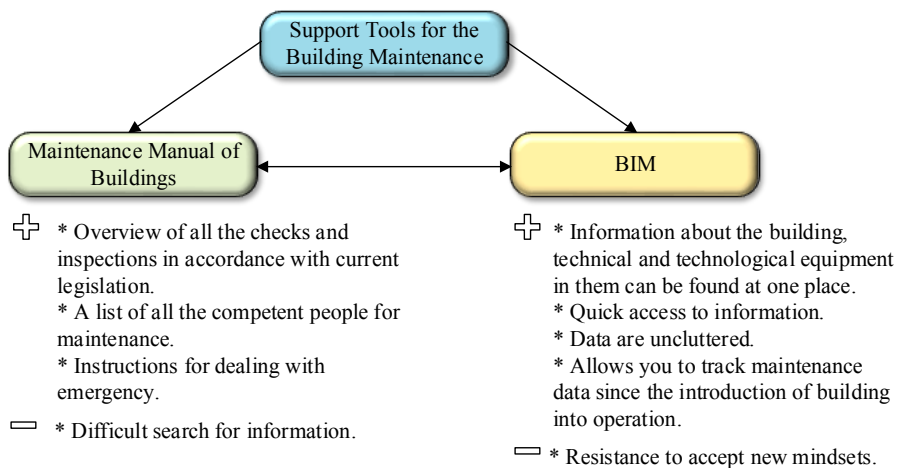 Support Tools for the
Building Maintenance
Maintenance Manual of
Buildings
BIM
* Overview of all the checks and
inspections in accordance with current
legislation.
* A list of all the competent people for
maintenance.
* Instructions for dealing with
emergency.
* Difficult search for information.
* Information about the building,
technical and technological equipment
in them can be found at one place.
* Quick access to information.
* Data are uncluttered.
* Allows you to track maintenance
data since the introduction of building
into operation.
* Resistance to accept new mindsets.